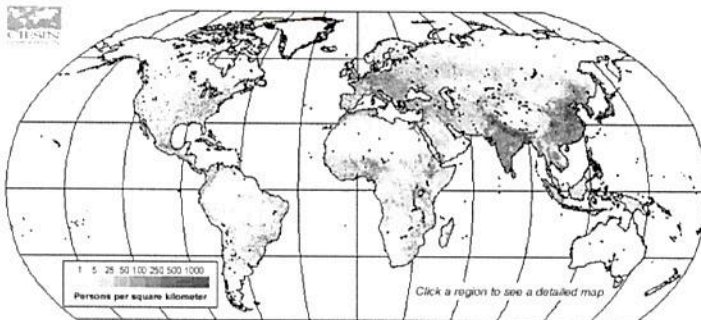 CIESIN
1 5 25 50 100 250 500 1000
Persons per square kilometer
Click a region to see a detailed map